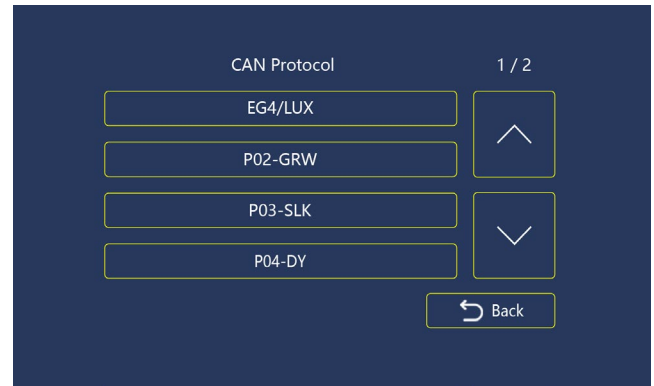 CAN Protocol 1 / 2
EG4/LUX
P02-GRW
P03-SLK
P04-DY
Back